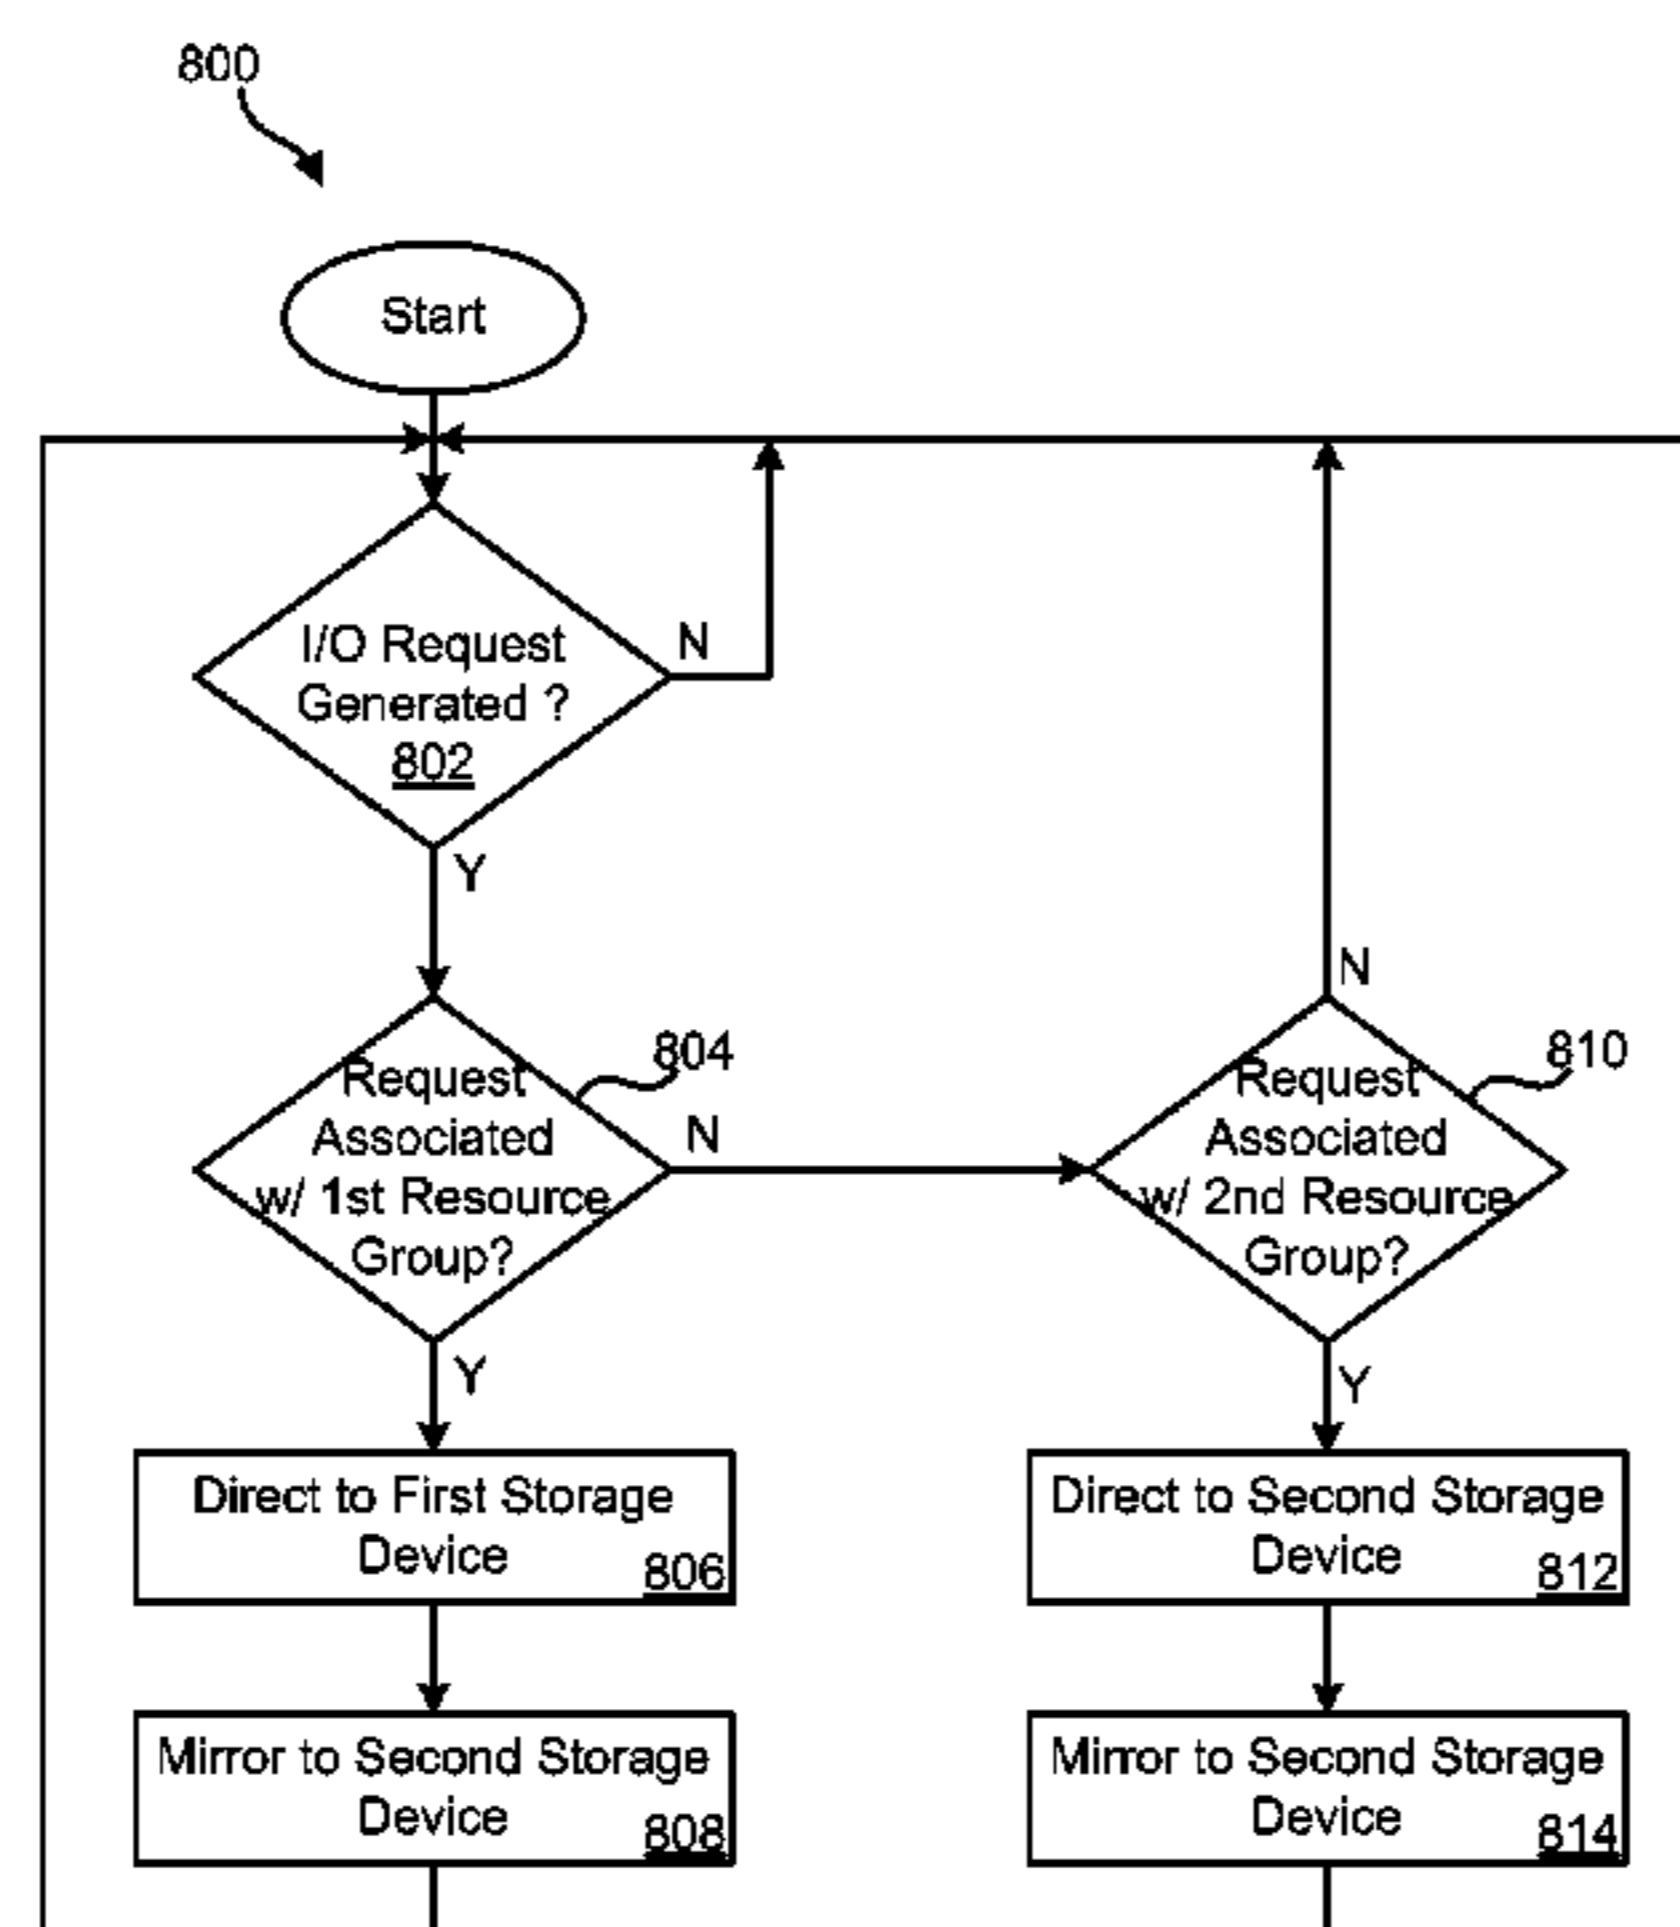 800
Start
I/O Request
Generated ?
802
N
Y
Request
Associated
w/ 1st Resource
Group?
804
N
Y
Request
Associated
w/ 2nd Resource
Group?
810
N
Y
Direct to First Storage
Device
806
Direct to Second Storage
Device
812
Mirror to Second Storage
Device
808
Mirror to Second Storage
Device
814